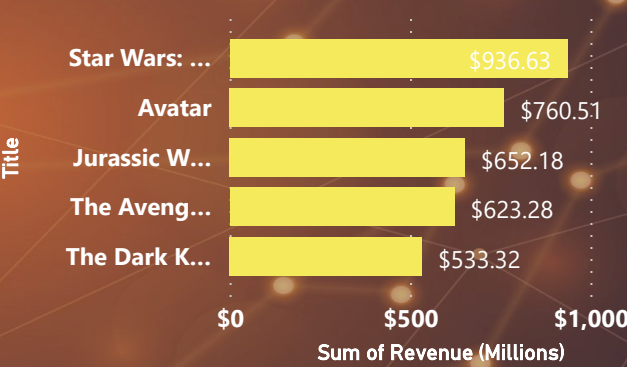 Title
Star Wars: ...
$936.63
Avatar
$760.51
Jurassic W...
$652.18
The Aveng...
$623.28
The Dark K...
$533.32
$0 $500 $1,000
Sum of Revenue (Millions)